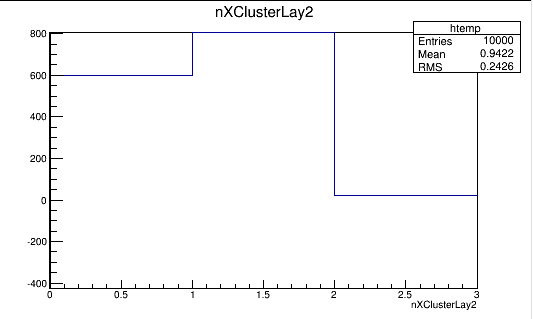 nXClusterLay2
htemp
Entries 10000
Mean 0.9422
RMS 0.2426
800
600
400
200
0
-200
-400
0 0.5 1 1.5 2 2.5 3
nXClusterLay2